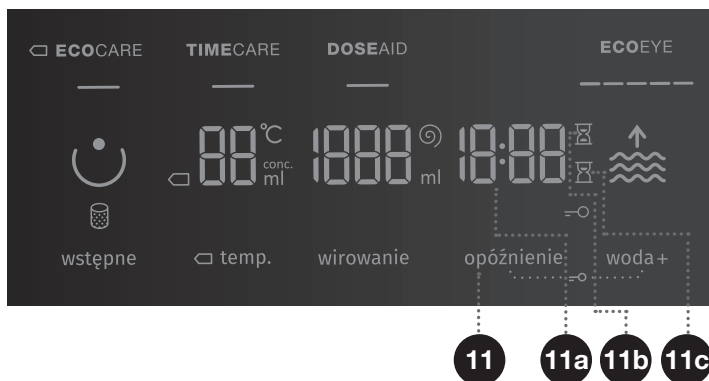 ECOCARE TIMECARE DOSEAID ECOEYE
88 °C 1888 18:88
conc.
ml ml
wstępne temp. wirowanie opóźnienie woda+
11 11a 11b 11c